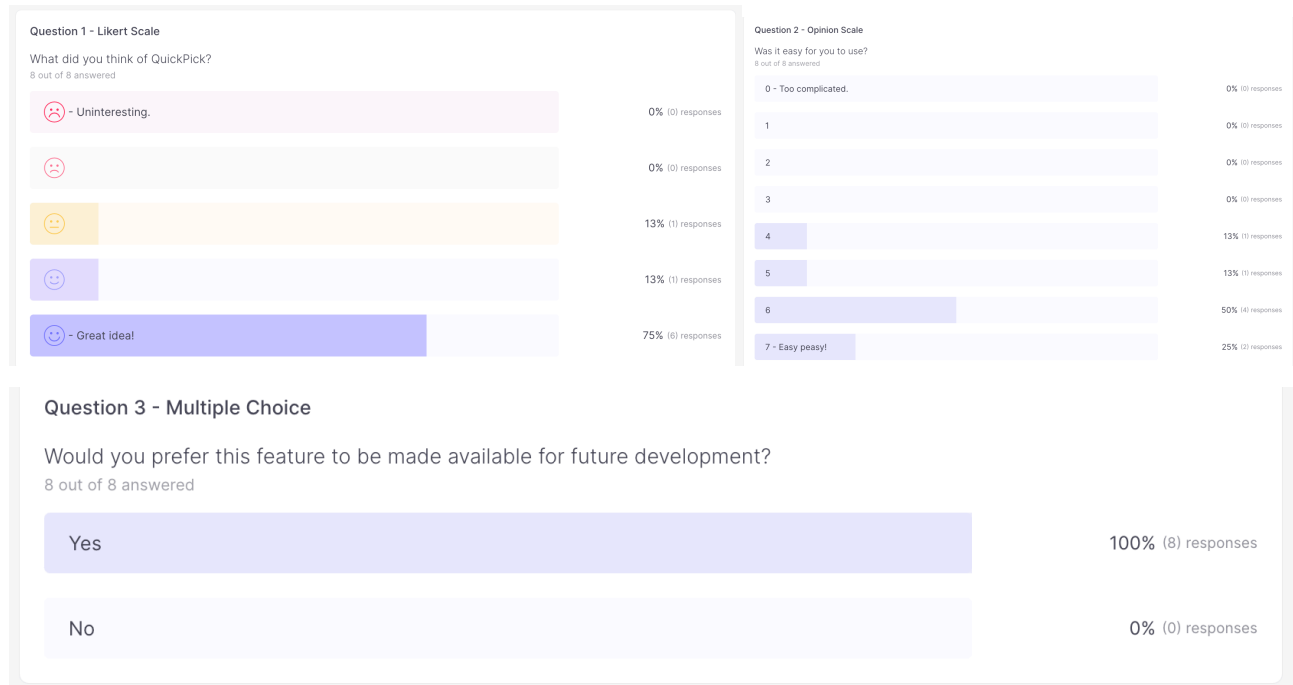 Question 1 - Likert Scale
What did you think of QuickPick?
8 out of 8 answered
- Uninteresting.
0% (0) responses
0% (0) responses
13% (1) responses
13% (1) responses
- Great idea!
75% (6) responses
Question 2 - Opinion Scale
Was it easy for you to use?
8 out of 8 answered
0 - Too complicated.
0% (0) responses
1
0% (0) responses
2
0% (0) responses
3
0% (0) responses
4
13% (1) responses
5
13% (1) responses
6
50% (4) responses
7 - Easy peasy!
25% (2) responses
Question 3 - Multiple Choice
Would you prefer this feature to be made available for future development?
8 out of 8 answered
Yes
100% (8) responses
No
0% (0) responses